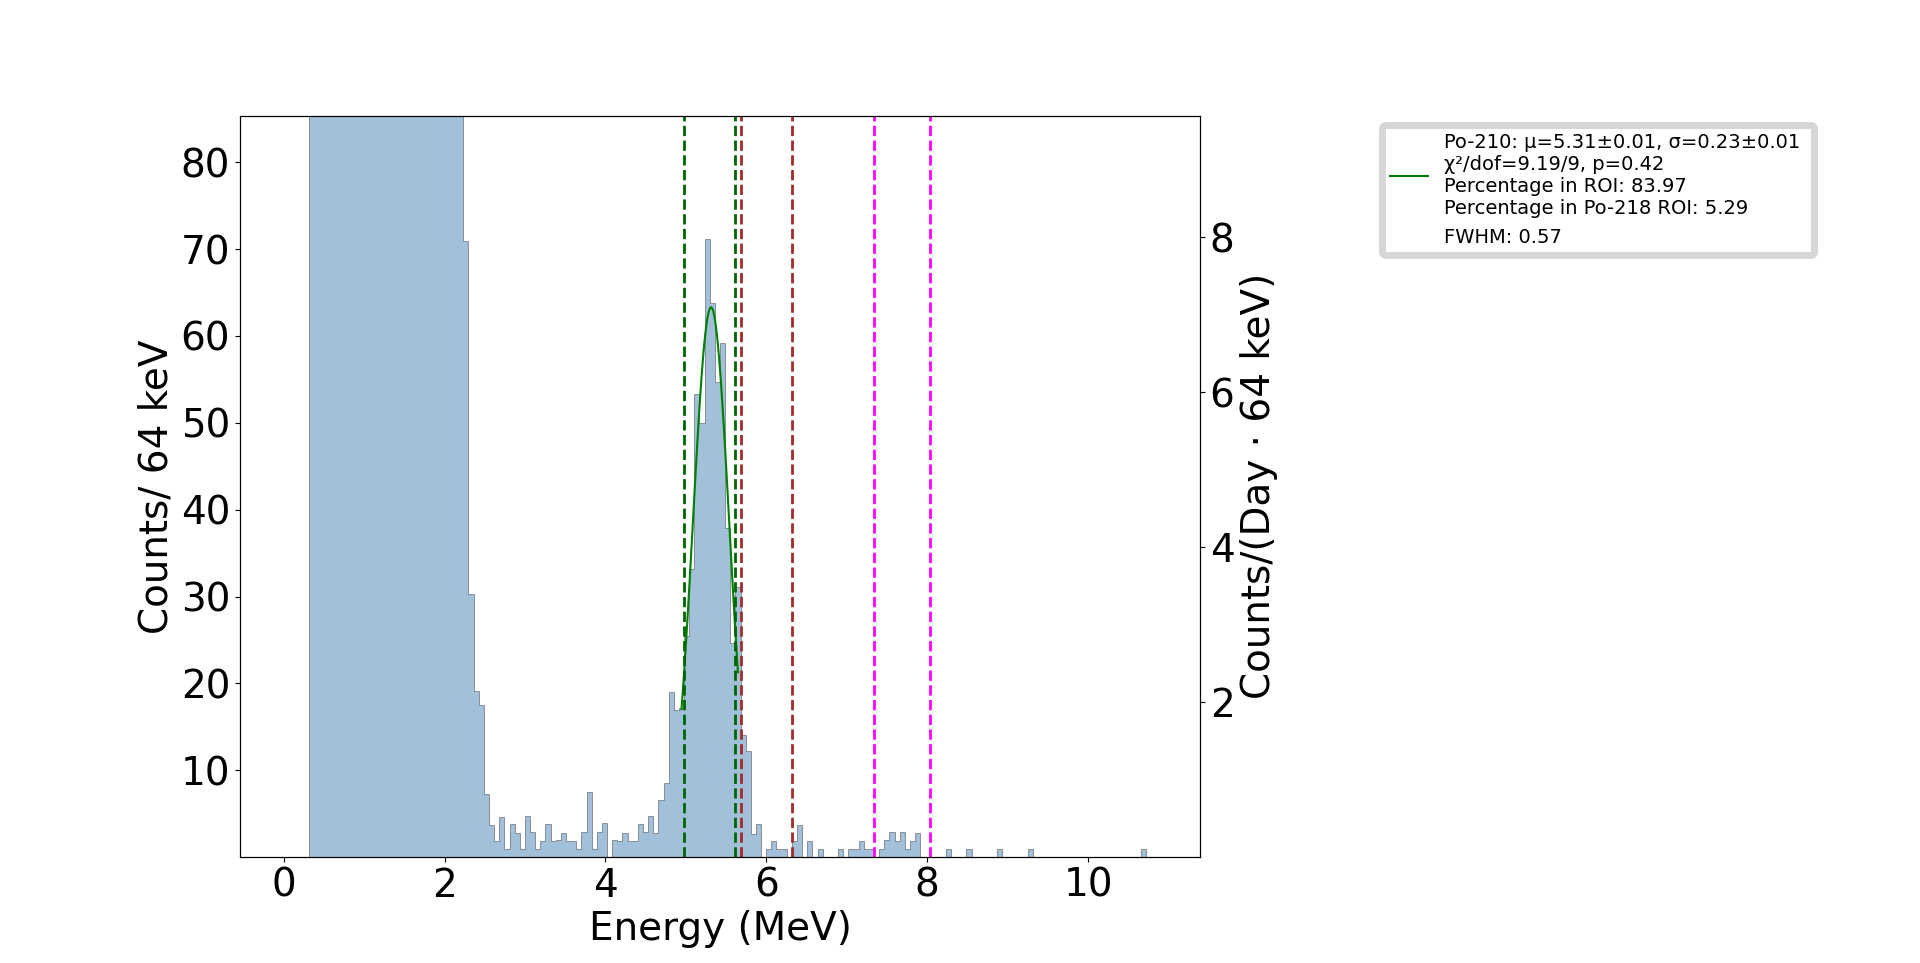 Counts/ 64 keV
80
70
60
50
40
30
20
10
0 2 4 6 8 10
Energy (MeV)
8
6
4
2
Counts/(Day · 64 keV)
Po-210: μ=5.31±0.01, σ=0.23±0.01
χ²/dof=9.19/9, p=0.42
Percentage in ROI: 83.97
Percentage in Po-218 ROI: 5.29
FWHM: 0.57